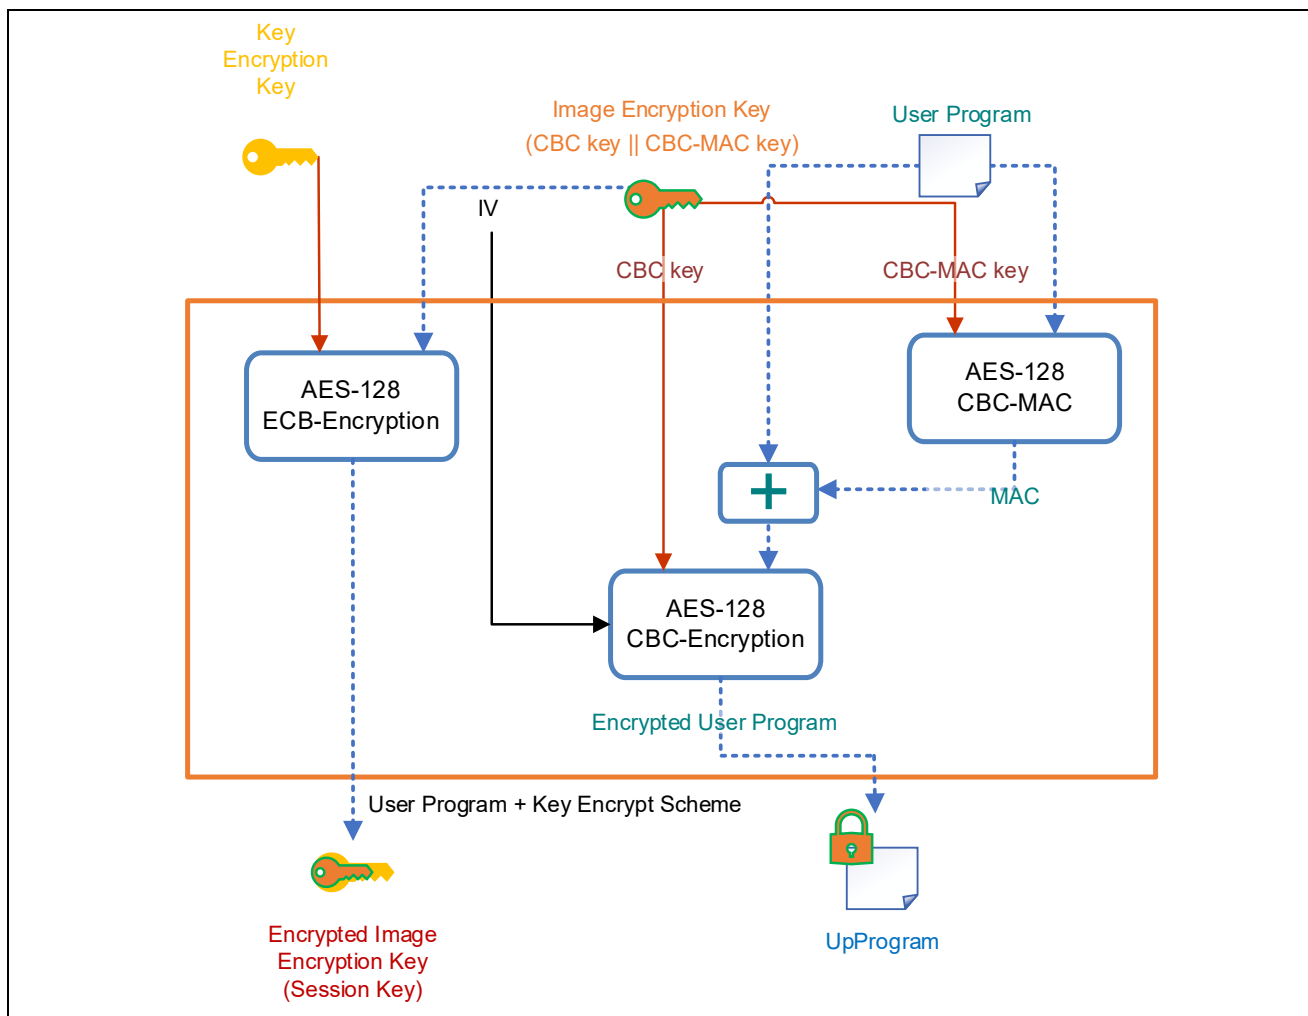 Key
Encryption
Key
Image Encryption Key
(CBC key || CBC-MAC key)
User Program
IV
CBC key
CBC-MAC key
AES-128
ECB-Encryption
AES-128
CBC-MAC
+
MAC
AES-128
CBC-Encryption
Encrypted User Program
User Program + Key Encrypt Scheme
Encrypted Image
Encryption Key
(Session Key)
UpProgram